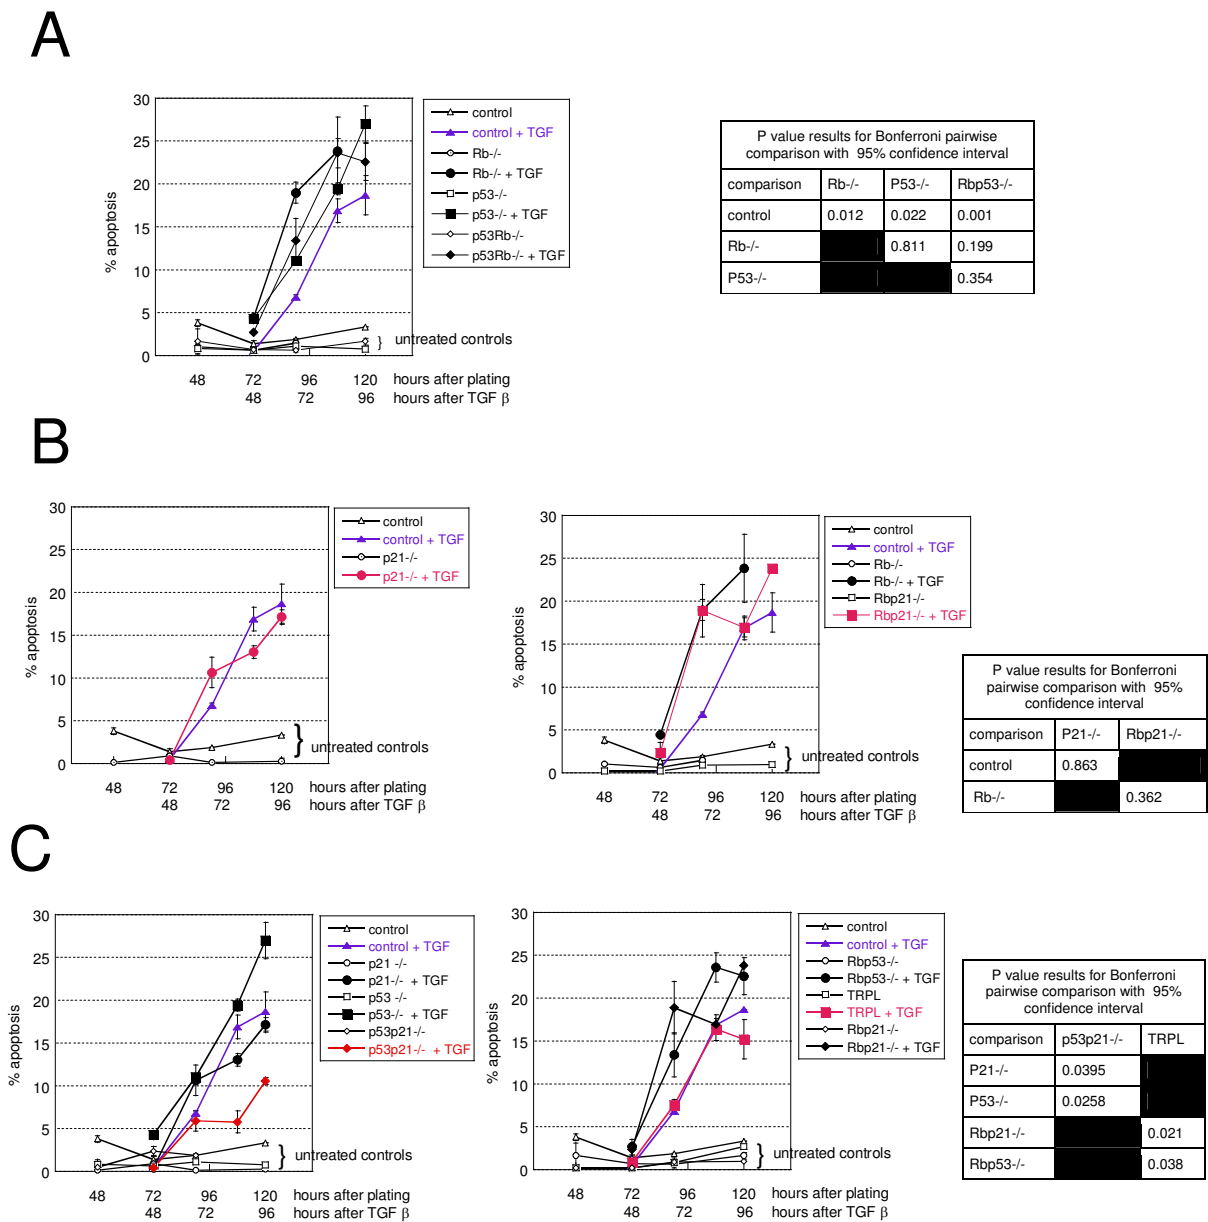 A
30
25
20
15
10
5
0
% apoptosis
control
control + TGF
Rb-/-
Rb-/- + TGF
p53-/-
p53-/- + TGF
p53Rb-/-
p53Rb-/- + TGF
} untreated controls
48 72 96 120 hours after plating
48 72 96 hours after TGF β
P value results for Bonferroni pairwise
comparison with 95% confidence interval
comparison Rb-/- P53-/- Rbp53-/-
control 0.012 0.022 0.001
Rb-/- 0.811 0.199
P53-/- 0.354
B
30
25
20
15
10
5
0
% apoptosis
control
control + TGF
p21-/-
p21-/- + TGF
} untreated controls
48 72 96 120 hours after plating
48 72 96 hours after TGF β
30
25
20
15
10
5
0
% apoptosis
control
control + TGF
Rb-/-
Rb-/- + TGF
Rbp21-/-
Rbp21-/- + TGF
} untreated controls
48 72 96 120 hours after plating
48 72 96 hours after TGF β
P value results for Bonferroni
pairwise comparison with 95%
confidence interval
comparison P21-/- Rbp21-/-
control 0.863
Rb-/- 0.362
C
30
25
20
15
10
5
0
% apoptosis
control
control + TGF
p21 -/-
p21-/- + TGF
p53 -/-
p53-/- + TGF
p53p21-/-
p53p21-/- + TGF
} untreated controls
48 72 96 120 hours after plating
48 72 96 hours after TGF β
30
25
20
15
10
5
0
% apoptosis
control
control + TGF
Rbp53-/-
Rbp53-/- + TGF
TRPL
TRPL + TGF
Rbp21-/-
Rbp21-/- + TGF
} untreated controls
48 72 96 120 hours after plating
48 72 96 hours after TGF β
P value results for Bonferroni
pairwise comparison with 95%
confidence interval
comparison p53p21-/- TRPL
P21-/- 0.0395
P53-/- 0.0258
Rbp21-/- 0.021
Rbp53-/- 0.038